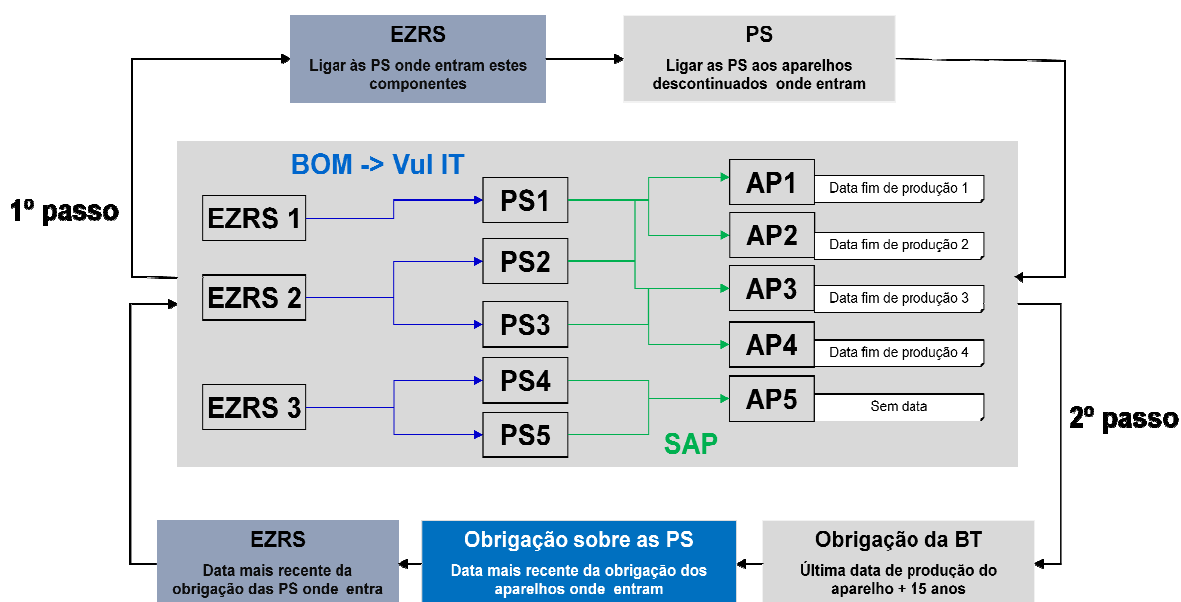 EZRS
Ligar às PS onde entram estes
componentes
PS
Ligar as PS aos aparelhos
descontinuados onde entram
1º passo
BOM -> Vul IT
EZRS 1
EZRS 2
EZRS 3
PS1
PS2
PS3
PS4
PS5
SAP
AP1
Data fim de produção 1
AP2
Data fim de produção 2
AP3
Data fim de produção 3
AP4
Data fim de produção 4
AP5
Sem data
2º passo
EZRS
Data mais recente da
obrigação das PS onde entra
Obrigação sobre as PS
Data mais recente da obrigação dos
aparelhos onde entram
Obrigação da BT
Última data de produção do
aparelho + 15 anos